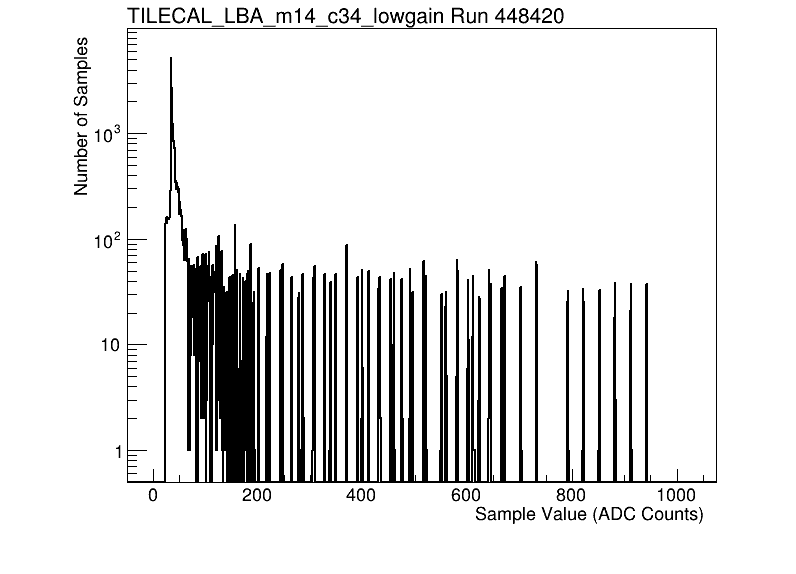 TILECAL_LBA_m14_c34_lowgain Run 448420
Number of Samples
10³
10²
10
1
0 200 400 600 800 1000
Sample Value (ADC Counts)